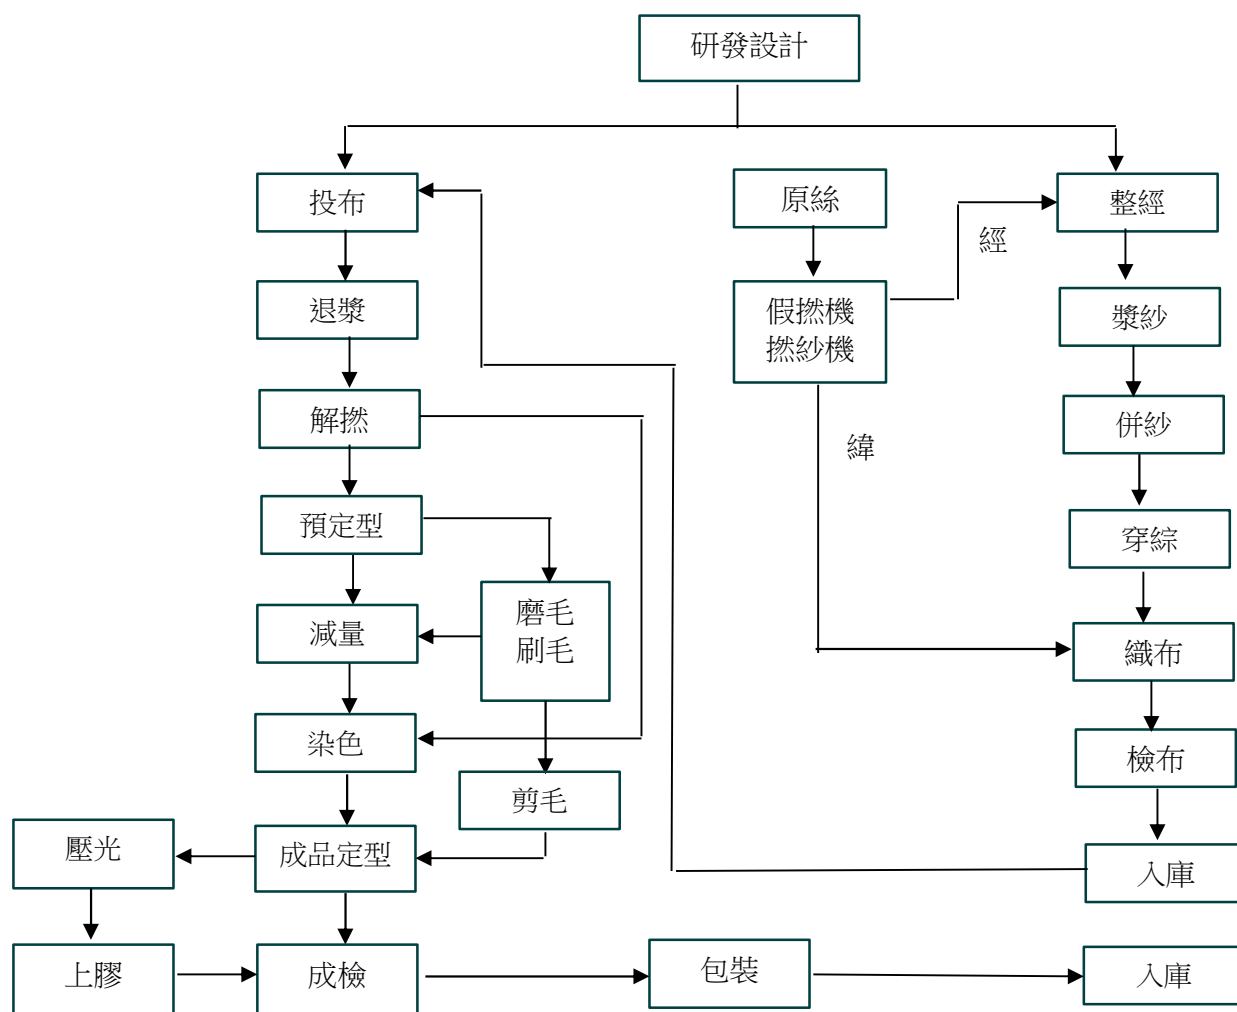 研發設計
投布
原絲
整經
經
退漿
假撚機
撚紗機
漿紗
解撚
緯
併紗
預定型
穿綜
磨毛
刷毛
減量
織布
染色
檢布
剪毛
壓光
成品定型
入庫
上膠
成檢
包裝
入庫